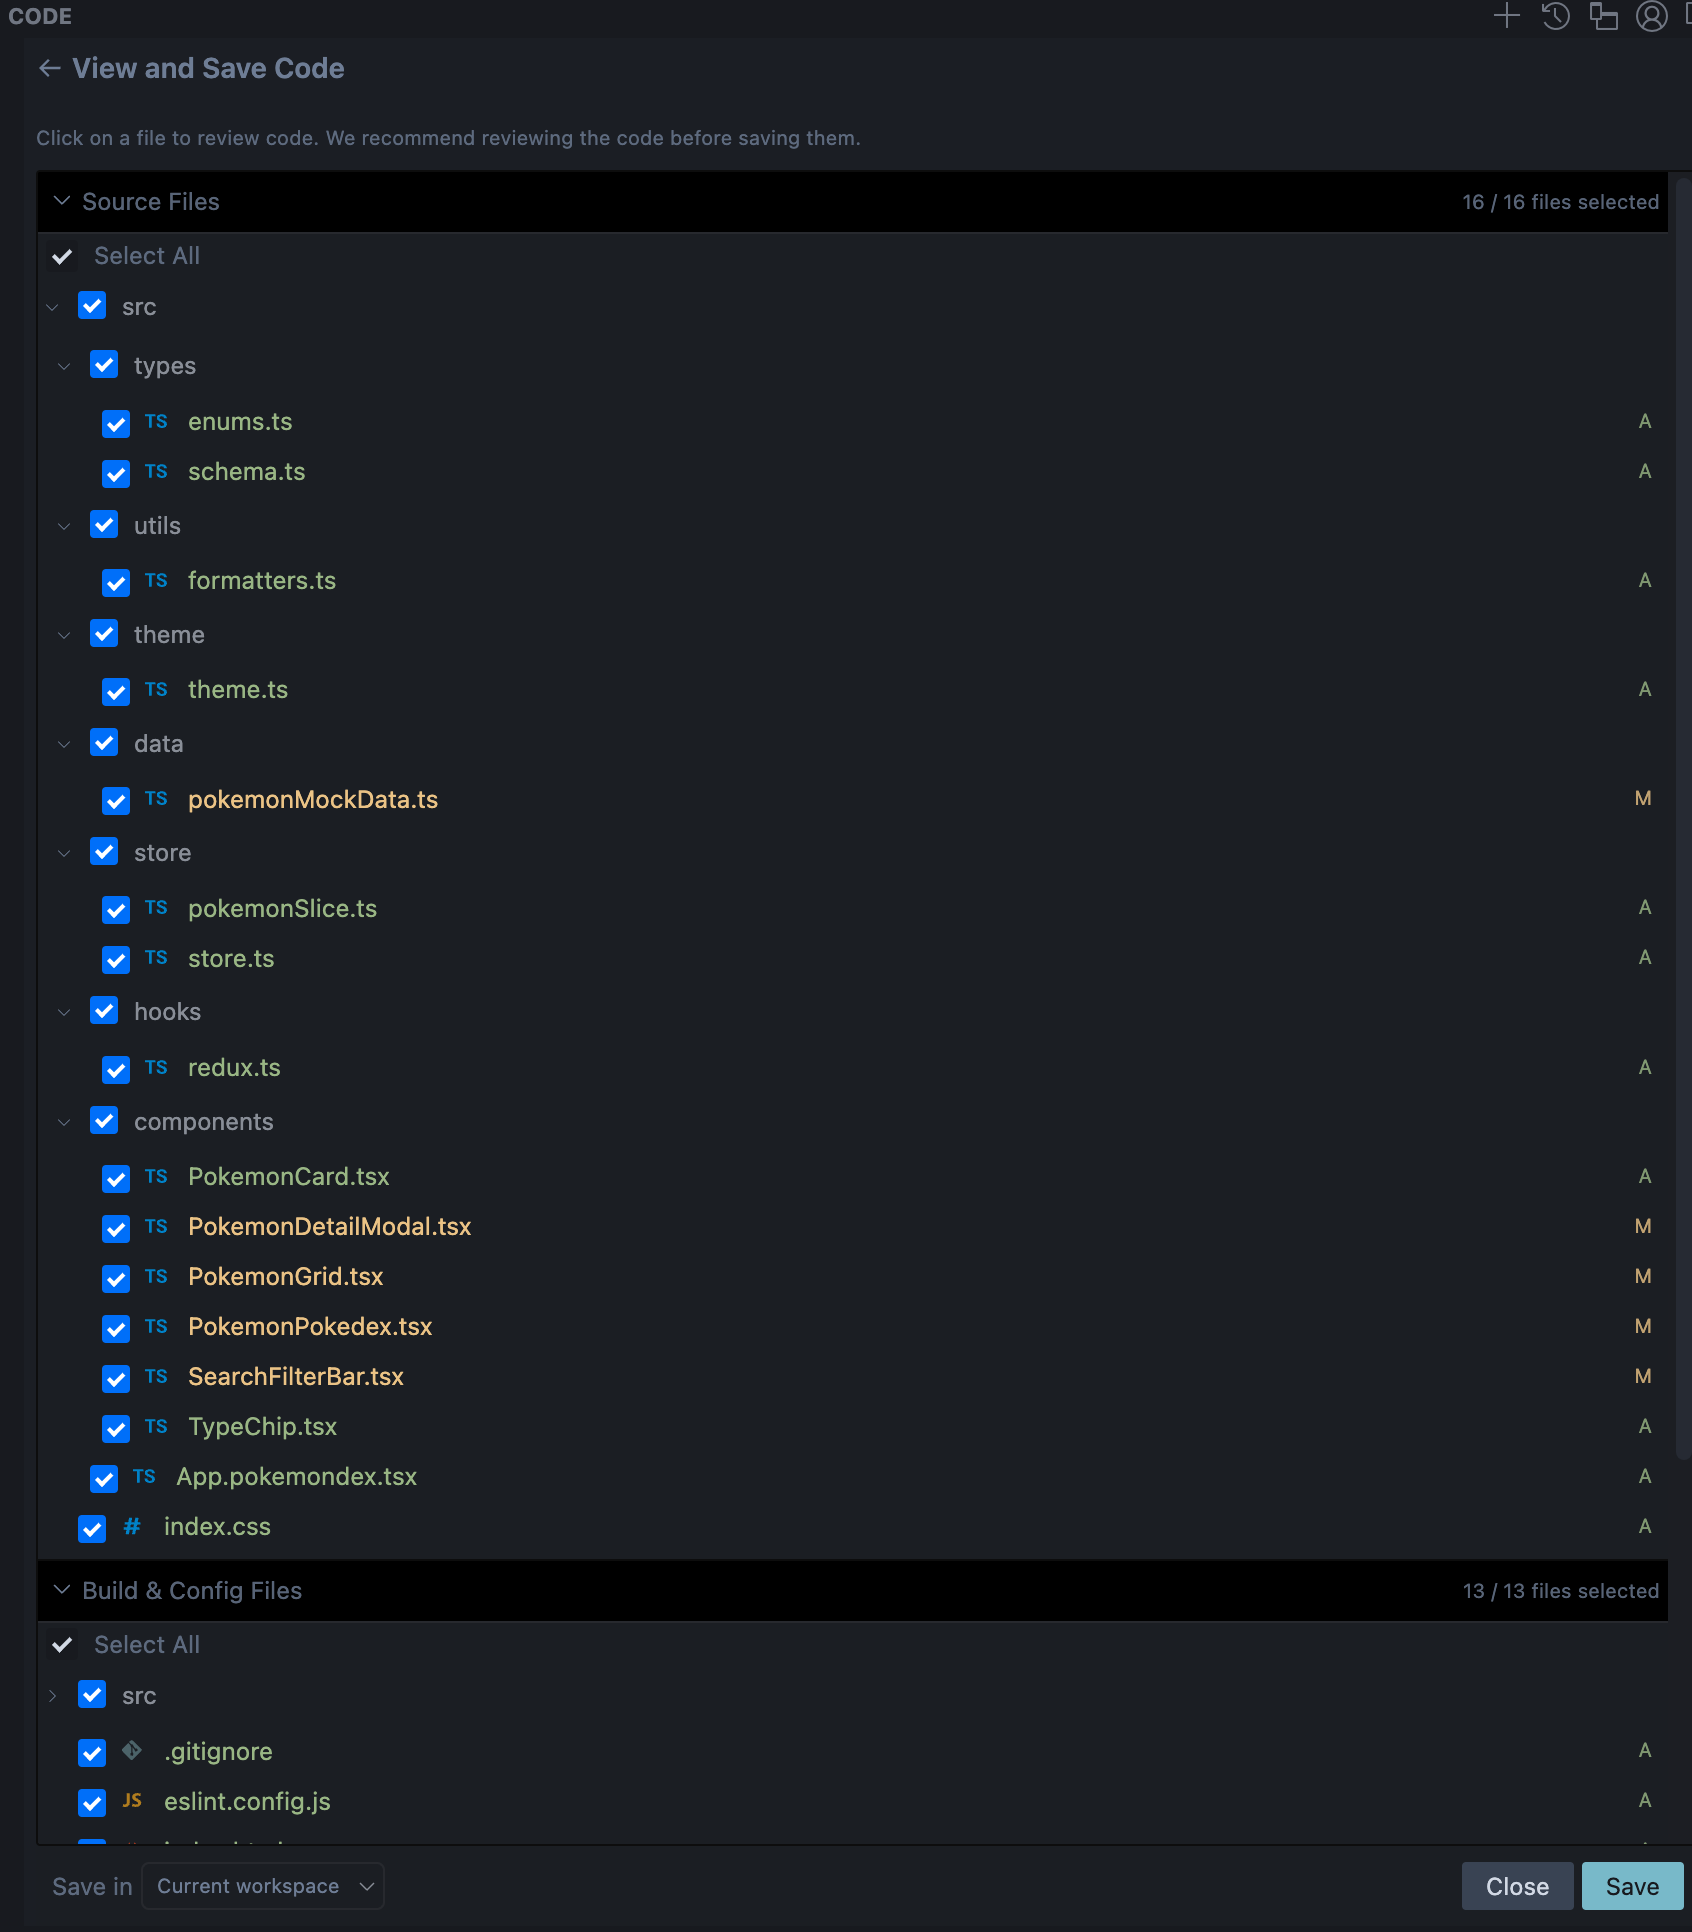 CODE
View and Save Code
Click on a file to review code. We recommend reviewing the code before saving them.
Source Files 16 / 16 files selected
Select All
src
types
TS enums.ts A
TS schema.ts A
utils
TS formatters.ts A
theme
TS theme.ts A
data
TS pokemonMockData.ts M
store
TS pokemonSlice.ts A
TS store.ts A
hooks
TS redux.ts A
components
TS PokemonCard.tsx A
TS PokemonDetailModal.tsx M
TS PokemonGrid.tsx M
TS PokemonPokedex.tsx M
TS SearchFilterBar.tsx M
TS TypeChip.tsx A
TS App.pokemondex.tsx A
# index.css A
Build & Config Files 13 / 13 files selected
Select All
src
.gitignore A
JS eslint.config.js A
Save in Current workspace Close Save